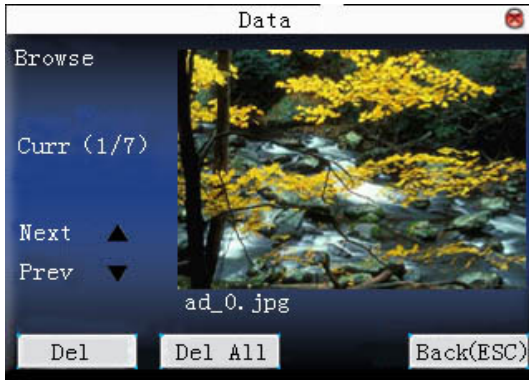 Data
Browse
Curr (1/7)
Next ▲
Prev ▼
ad_0. jpg
Del
Del All
Back(ESC)